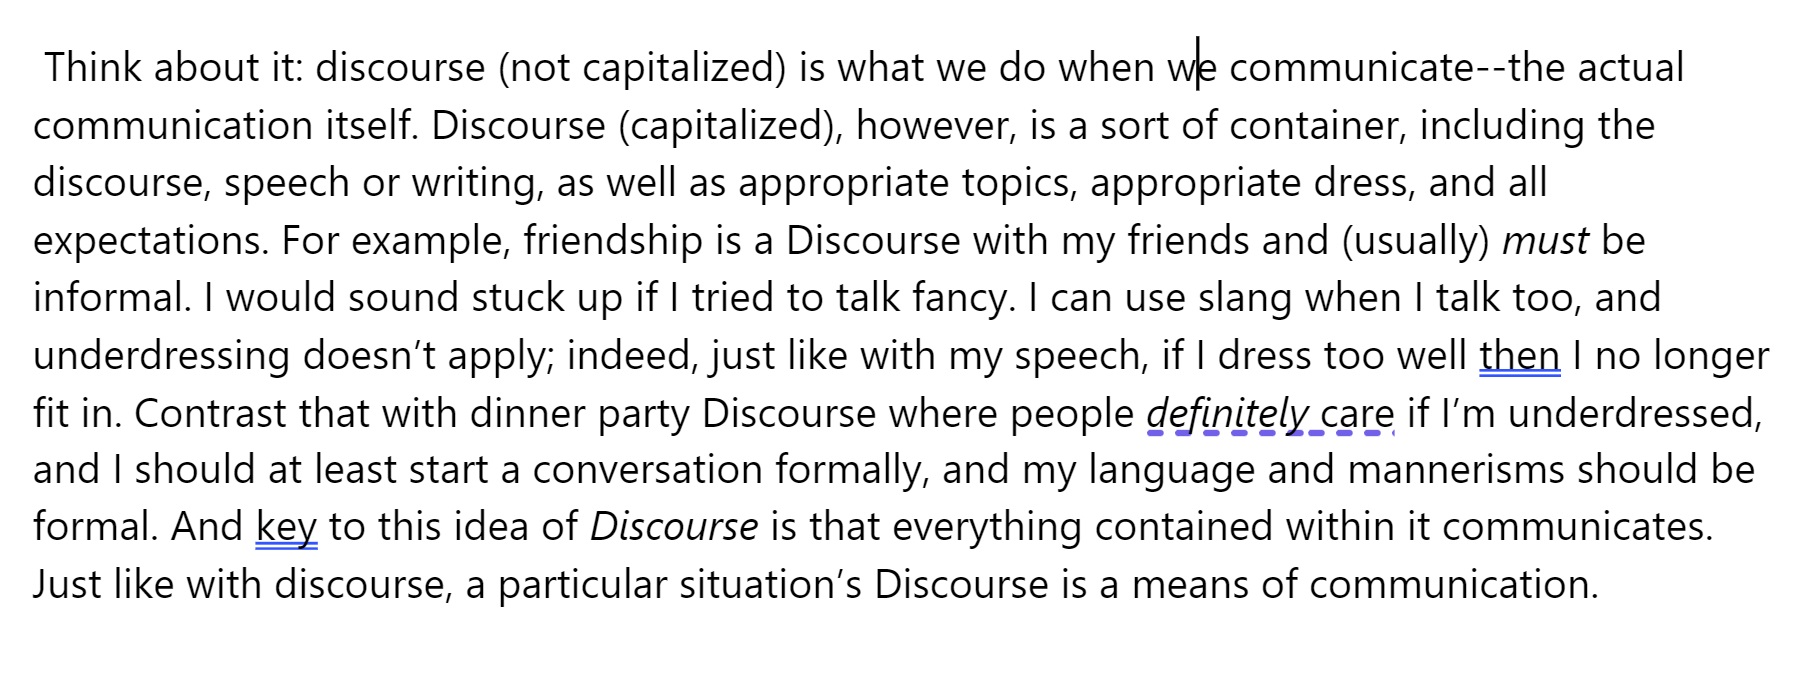 Think about it: discourse (not capitalized) is what we do when we communicate--the actual
communication itself. Discourse (capitalized), however, is a sort of container, including the
discourse, speech or writing, as well as appropriate topics, appropriate dress, and all
expectations. For example, friendship is a Discourse with my friends and (usually) must be
informal. I would sound stuck up if I tried to talk fancy. I can use slang when I talk too, and
underdressing doesn’t apply; indeed, just like with my speech, if I dress too well then I no longer
fit in. Contrast that with dinner party Discourse where people definitely care if I’m underdressed,
and I should at least start a conversation formally, and my language and mannerisms should be
formal. And key to this idea of Discourse is that everything contained within it communicates.
Just like with discourse, a particular situation’s Discourse is a means of communication.